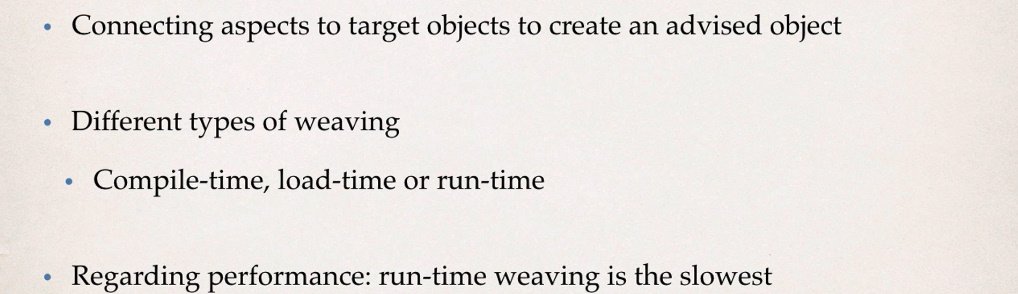 • Connecting aspects to target objects to create an advised object
• Different types of weaving
• Compile-time, load-time or run-time
• Regarding performance: run-time weaving is the slowest